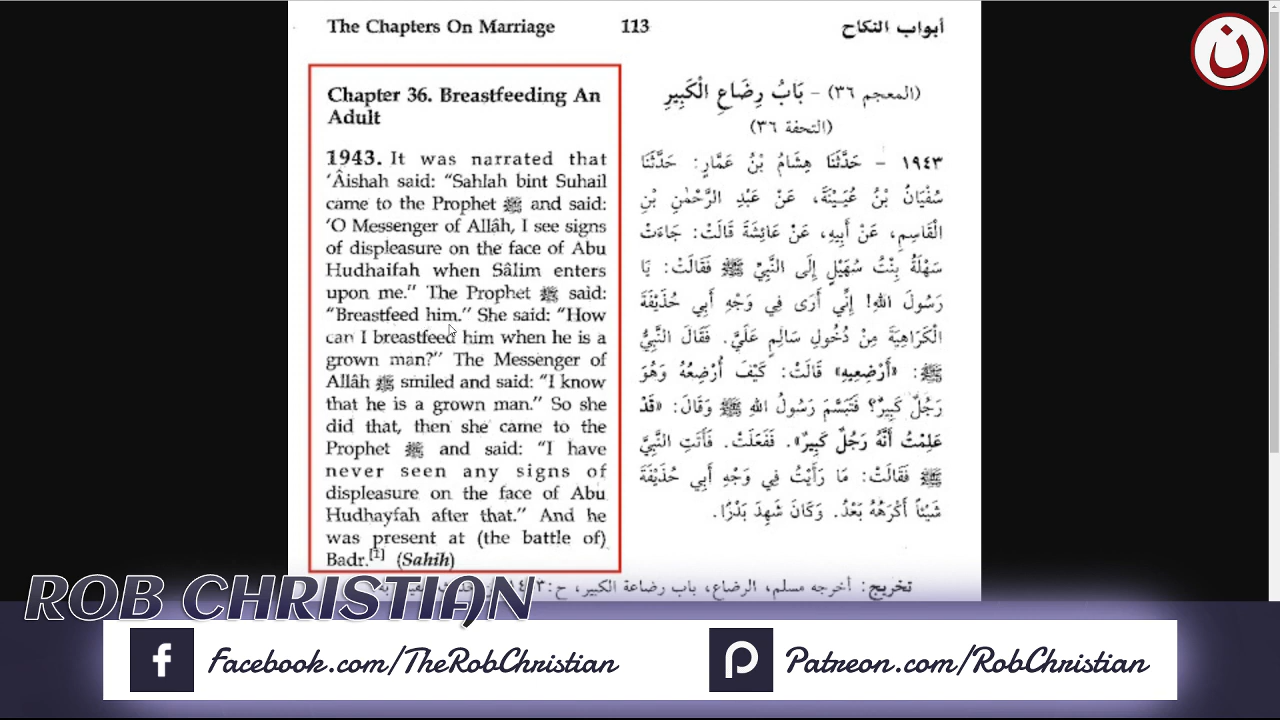 The Chapters On Marriage
113
أبواب النكاح
Chapter 36. Breastfeeding An
Adult
1943. It was narrated that
‘Âishah said: “Sahlah bint Suhail
came to the Prophet ﷺ and said:
‘O Messenger of Allâh, I see signs
of displeasure on the face of Abu
Hudhaifah when Sâlim enters
upon me.” The Prophet ﷺ said:
“Breastfeed him.” She said: “How
can I breastfeed him when he is a
grown man?” The Messenger of
Allâh ﷺ smiled and said: “I know
that he is a grown man.” So she
did that, then she came to the
Prophet ﷺ and said: “I have
never seen any signs of
displeasure on the face of Abu
Hudhayfah after that.” And he
was present at (the battle of)
Badr.[1] (Sahih)
(المعجم ٣٦) - بَابُ رِضَاعِ الْكَبِيرِ
(التحفة ٣٦)
١٩٤٣ - حَدَّثَنَا هِشَامُ بْنُ عَمَّارٍ: حَدَّثَنَا
سُفْيَانُ بْنُ عُيَيْنَةَ، عَنْ عَبْدِ الرَّحْمٰنِ بْنِ
الْقَاسِمِ، عَنْ أَبِيهِ، عَنْ عَائِشَةَ قَالَتْ: جَاءَتْ
سَهْلَةُ بِنْتُ سُهَيْلٍ إِلَى النَّبِيِّ ﷺ فَقَالَتْ: يَا
رَسُولَ اللهِ! إِنِّي أَرَى فِي وَجْهِ أَبِي حُذَيْفَةَ
الْكَرَاهِيَةَ مِنْ دُخُولِ سَالِمٍ عَلَيَّ. فَقَالَ النَّبِيُّ
ﷺ: «أَرْضِعِيهِ» قَالَتْ: كَيْفَ أُرْضِعُهُ وَهُوَ
رَجُلٌ كَبِيرٌ؟ فَتَبَسَّمَ رَسُولُ اللهِ ﷺ وَقَالَ: «قَدْ
عَلِمْتُ أَنَّهُ رَجُلٌ كَبِيرٌ». فَفَعَلَتْ. فَأَتَتِ النَّبِيَّ
ﷺ فَقَالَتْ: مَا رَأَيْتُ فِي وَجْهِ أَبِي حُذَيْفَةَ
شَيْئًا أَكْرَهُهُ بَعْدُ. وَكَانَ شَهِدَ بَدْرًا.
تخريج: أخرجه مسلم، الرضاع، باب رضاعة الكبير، ح:
ن
ROB CHRISTIAN
Facebook.com/TheRobChristian
Patreon.com/RobChristian